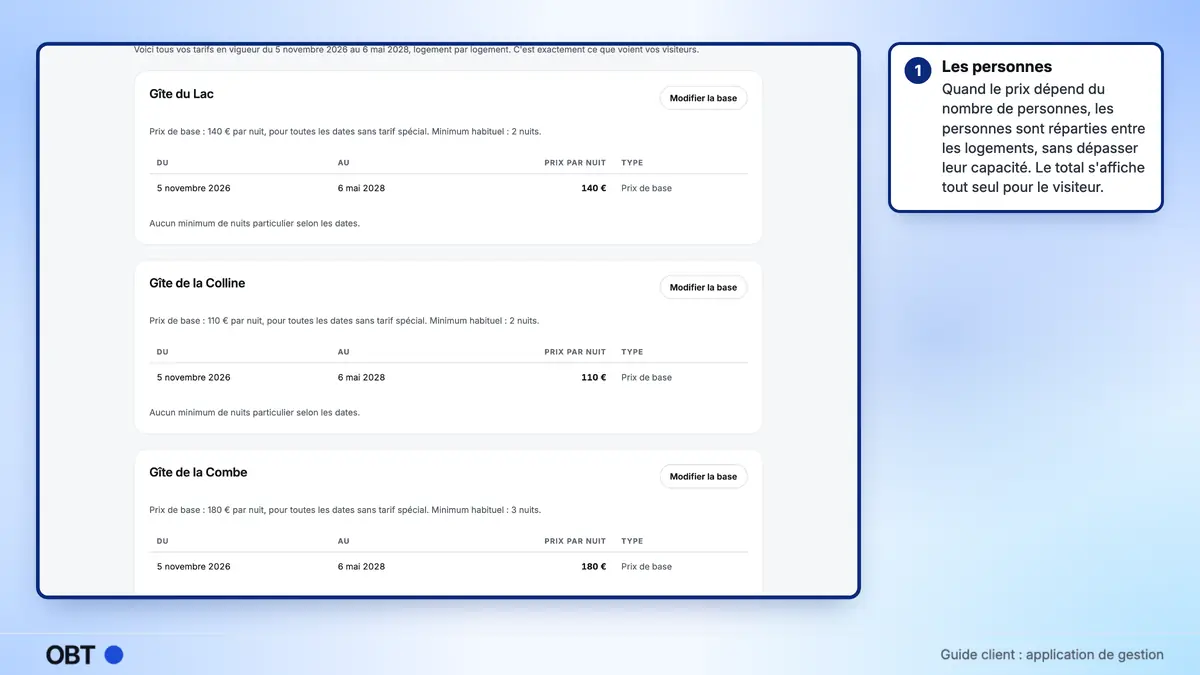 Voici tous vos tarifs en vigueur du 5 novembre 2026 au 6 mai 2028, logement par logement. C'est exactement ce que voient vos visiteurs.
Gîte du Lac
Modifier la base
Prix de base : 140 € par nuit, pour toutes les dates sans tarif spécial. Minimum habituel : 2 nuits.
DU AU PRIX PAR NUIT TYPE
5 novembre 2026 6 mai 2028 140 € Prix de base
Aucun minimum de nuits particulier selon les dates.
Gîte de la Colline
Modifier la base
Prix de base : 110 € par nuit, pour toutes les dates sans tarif spécial. Minimum habituel : 2 nuits.
DU AU PRIX PAR NUIT TYPE
5 novembre 2026 6 mai 2028 110 € Prix de base
Aucun minimum de nuits particulier selon les dates.
Gîte de la Combe
Modifier la base
Prix de base : 180 € par nuit, pour toutes les dates sans tarif spécial. Minimum habituel : 3 nuits.
DU AU PRIX PAR NUIT TYPE
5 novembre 2026 6 mai 2028 180 € Prix de base
1 Les personnes
Quand le prix dépend du
nombre de personnes, les
personnes sont réparties entre
les logements, sans dépasser
leur capacité. Le total s'affiche
tout seul pour le visiteur.
OBT
Guide client : application de gestion